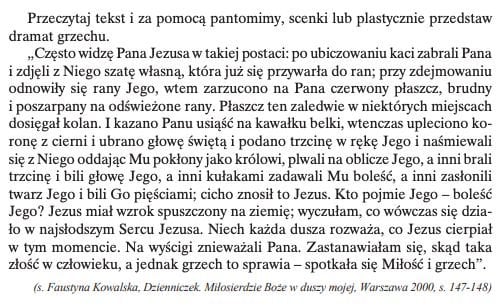 Przeczytaj tekst i za pomocą pantomimy, scenki lub plastycznie przedstaw
dramat grzechu.
„Często widzę Pana Jezusa w takiej postaci: po ubiczowaniu kaci zabrali Pana
i zdjęli z Niego szatę własną, która już się przywarła do ran; przy zdejmowaniu
odnowiły się rany Jego, wtem zarzucono na Pana czerwony płaszcz, brudny
i poszarpany na odświeżone rany. Płaszcz ten zaledwie w niektórych miejscach
dosięgał kolan. I kazano Panu usiąść na kawałku belki, wtenczas upleciono ko-
ronę z cierni i ubrano głowę świętą i podano trzcinę w rękę Jego i naśmiewali
się z Niego oddając Mu pokłony jako królowi, plwali na oblicze Jego, a inni brali
trzcinę i bili głowę Jego, a inni kułakami zadawali Mu boleść, a inni zasłonili
twarz Jego i bili Go pięściami; cicho znosił to Jezus. Kto pojmie Jego – boleść
Jego? Jezus miał wzrok spuszczony na ziemię; wyczułam, co wówczas się dzia-
ło w najsłodszym Sercu Jezusa. Niech każda dusza rozważa, co Jezus cierpiał
w tym momencie. Na wyścigi znieważali Pana. Zastanawiałam się, skąd taka
złość w człowieku, a jednak grzech to sprawia – spotkała się Miłość i grzech”.
(s. Faustyna Kowalska, Dzienniczek. Miłosierdzie Boże w duszy mojej, Warszawa 2000, s. 147-148)